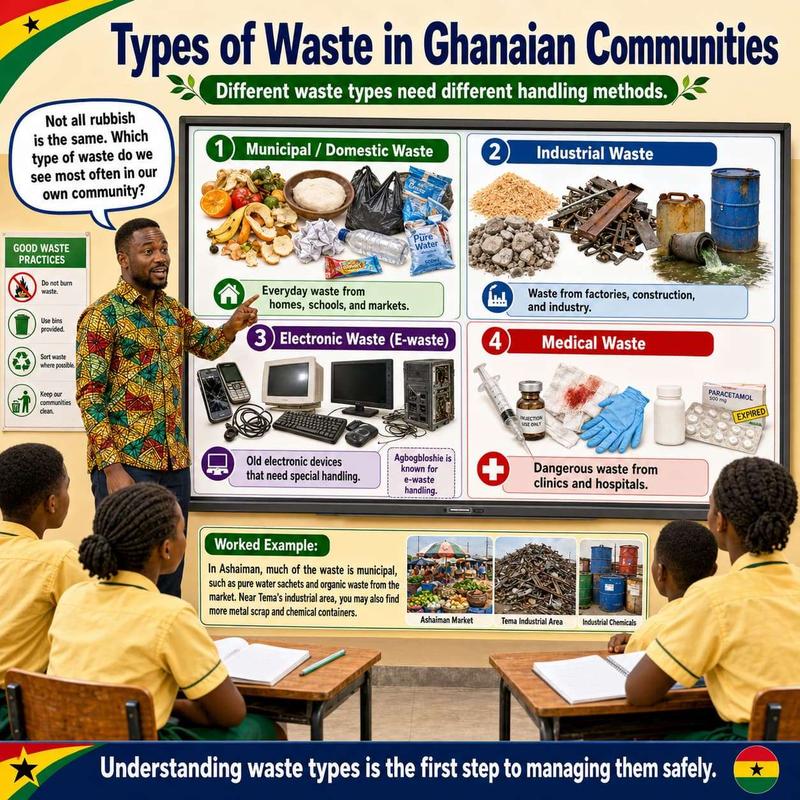 Types of Waste in Ghanaian Communities
Different waste types need different handling methods.
Not all rubbish
is the same. Which
type of waste do we
see most often in our
own community?
GOOD WASTE
PRACTICES
Do not burn
waste.
Use bins
provided.
Sort waste
where possible.
Keep our
communities
clean.
1 Municipal / Domestic Waste
Pure
Water
Everyday waste from
homes, schools, and markets.
2 Industrial Waste
Waste from factories, construction,
and industry.
3 Electronic Waste (E-waste)
Old electronic devices
that need special handling.
Agbogbloshie is
known for
e-waste
handling.
4 Medical Waste
INJECTION
USE ONLY
PARACETAMOL
500 mg
EXPIRED
Dangerous waste from
clinics and hospitals.
Worked Example:
In Ashaiman, much of the waste is municipal,
such as pure water sachets and organic waste from the
market. Near Tema's industrial area, you may also find
more metal scrap and chemical containers.
Ashaiman Market
Tema Industrial Area
Industrial Chemicals
Understanding waste types is the first step to managing them safely.